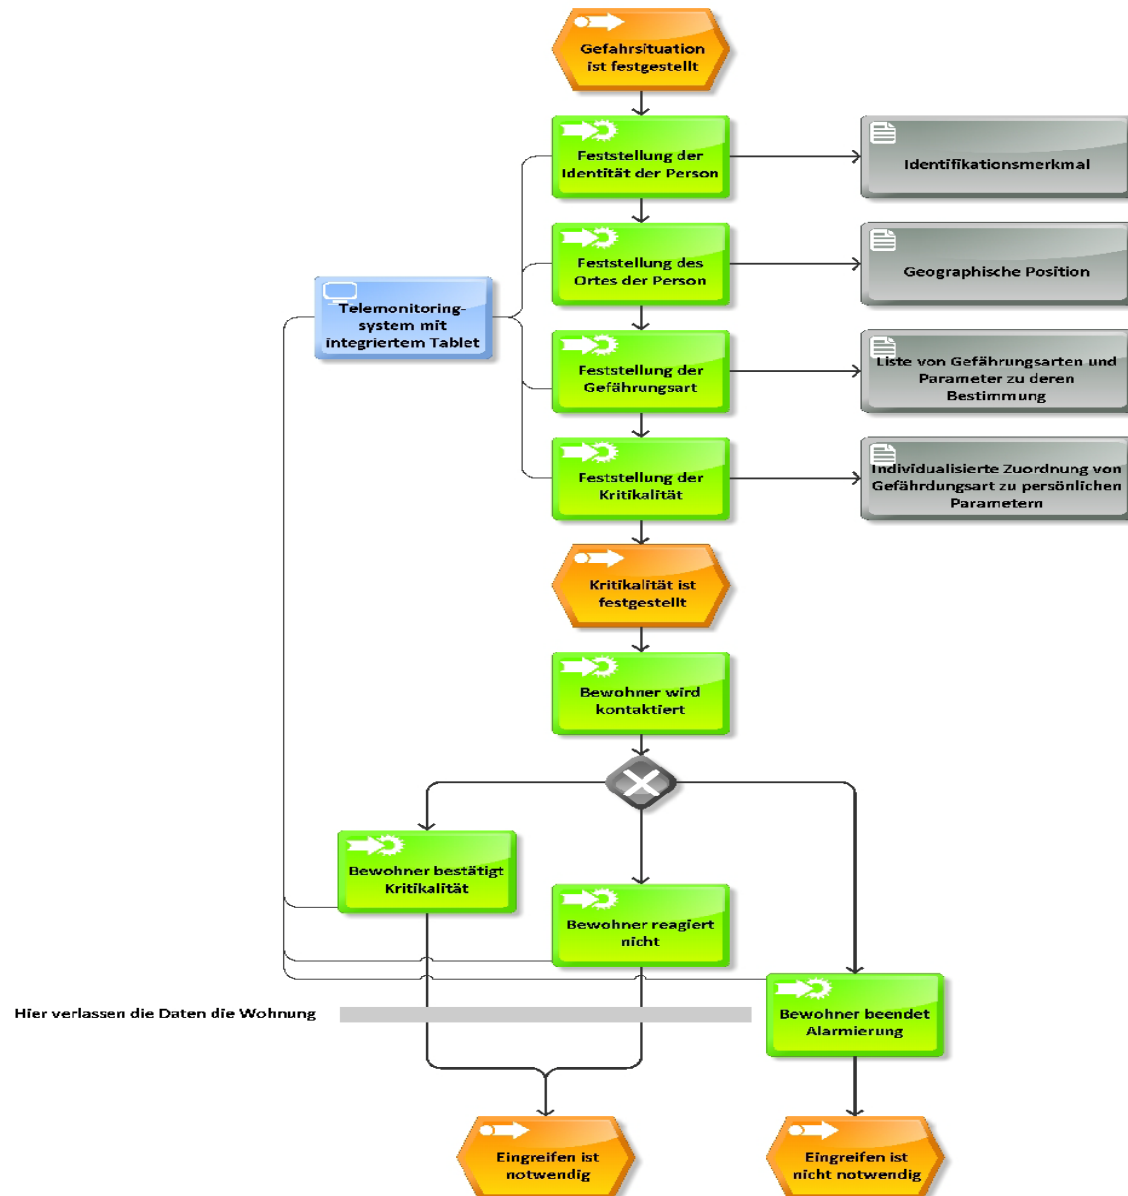 Gefahrsituation
ist festgestellt
Feststellung der
Identität der Person
Identifikationsmerkmal
Feststellung des
Ortes der Person
Geographische Position
Telemonitoring-
system mit
integriertem Tablet
Feststellung der
Gefährungsart
Liste von Gefährungsarten und
Parameter zu deren
Bestimmung
Feststellung der
Kritikalität
Individualisierte Zuordnung von
Gefährdungsart zu persönlichen
Parametern
Kritikalität ist
festgestellt
Bewohner wird
kontaktiert
Bewohner bestätigt
Kritikalität
Bewohner reagiert
nicht
Bewohner beendet
Alarmierung
Hier verlassen die Daten die Wohnung
Eingreifen ist
notwendig
Eingreifen ist
nicht notwendig